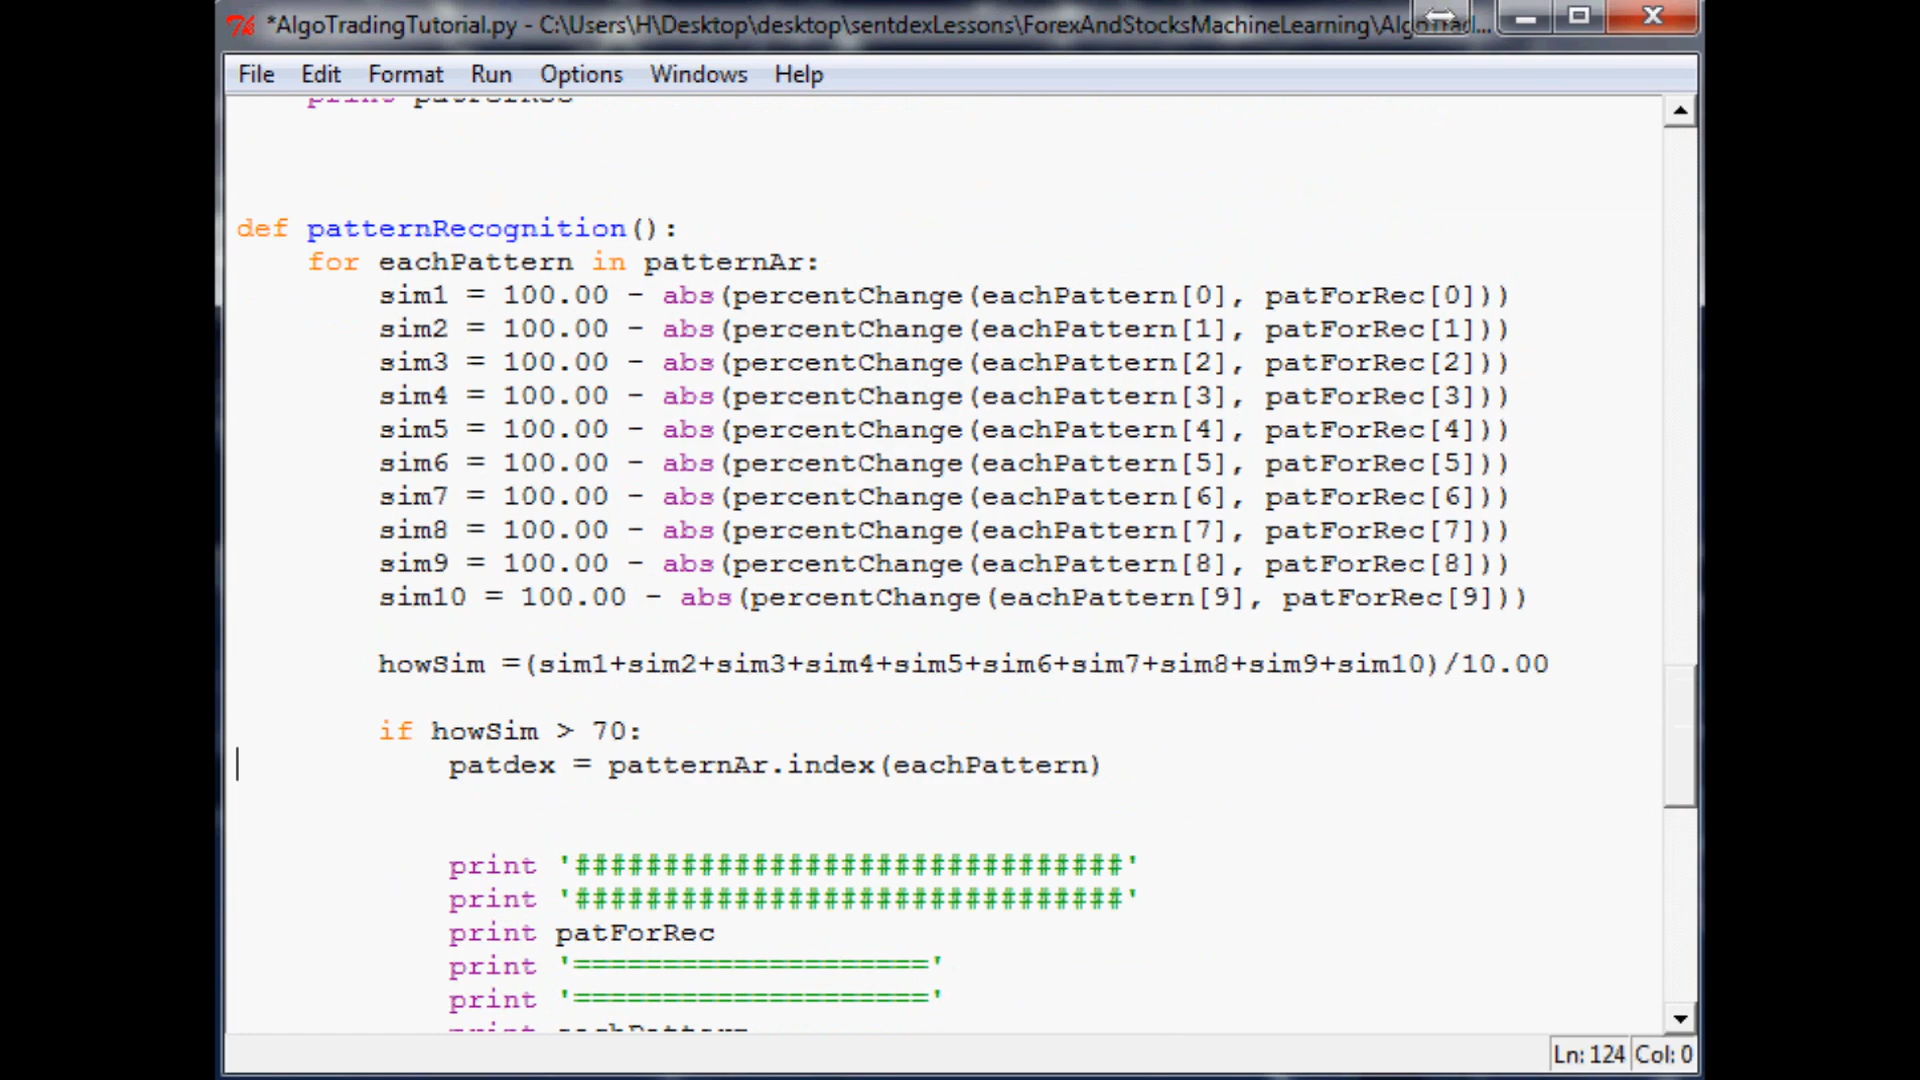 *AlgoTradingTutorial.py - C:\Users\H\Desktop\desktop\sentdexLessons\ForexAndStocksMachineLearning\AlgoTrad...
File Edit Format Run Options Windows Help
print patForRec
def patternRecognition():
for eachPattern in patternAr:
sim1 = 100.00 - abs(percentChange(eachPattern[0], patForRec[0]))
sim2 = 100.00 - abs(percentChange(eachPattern[1], patForRec[1]))
sim3 = 100.00 - abs(percentChange(eachPattern[2], patForRec[2]))
sim4 = 100.00 - abs(percentChange(eachPattern[3], patForRec[3]))
sim5 = 100.00 - abs(percentChange(eachPattern[4], patForRec[4]))
sim6 = 100.00 - abs(percentChange(eachPattern[5], patForRec[5]))
sim7 = 100.00 - abs(percentChange(eachPattern[6], patForRec[6]))
sim8 = 100.00 - abs(percentChange(eachPattern[7], patForRec[7]))
sim9 = 100.00 - abs(percentChange(eachPattern[8], patForRec[8]))
sim10 = 100.00 - abs(percentChange(eachPattern[9], patForRec[9]))
howSim =(sim1+sim2+sim3+sim4+sim5+sim6+sim7+sim8+sim9+sim10)/10.00
if howSim > 70:
patdex = patternAr.index(eachPattern)
print '###############################'
print '###############################'
print patForRec
print '===================='
print '===================='
print eachPattern
Ln: 124 Col: 0